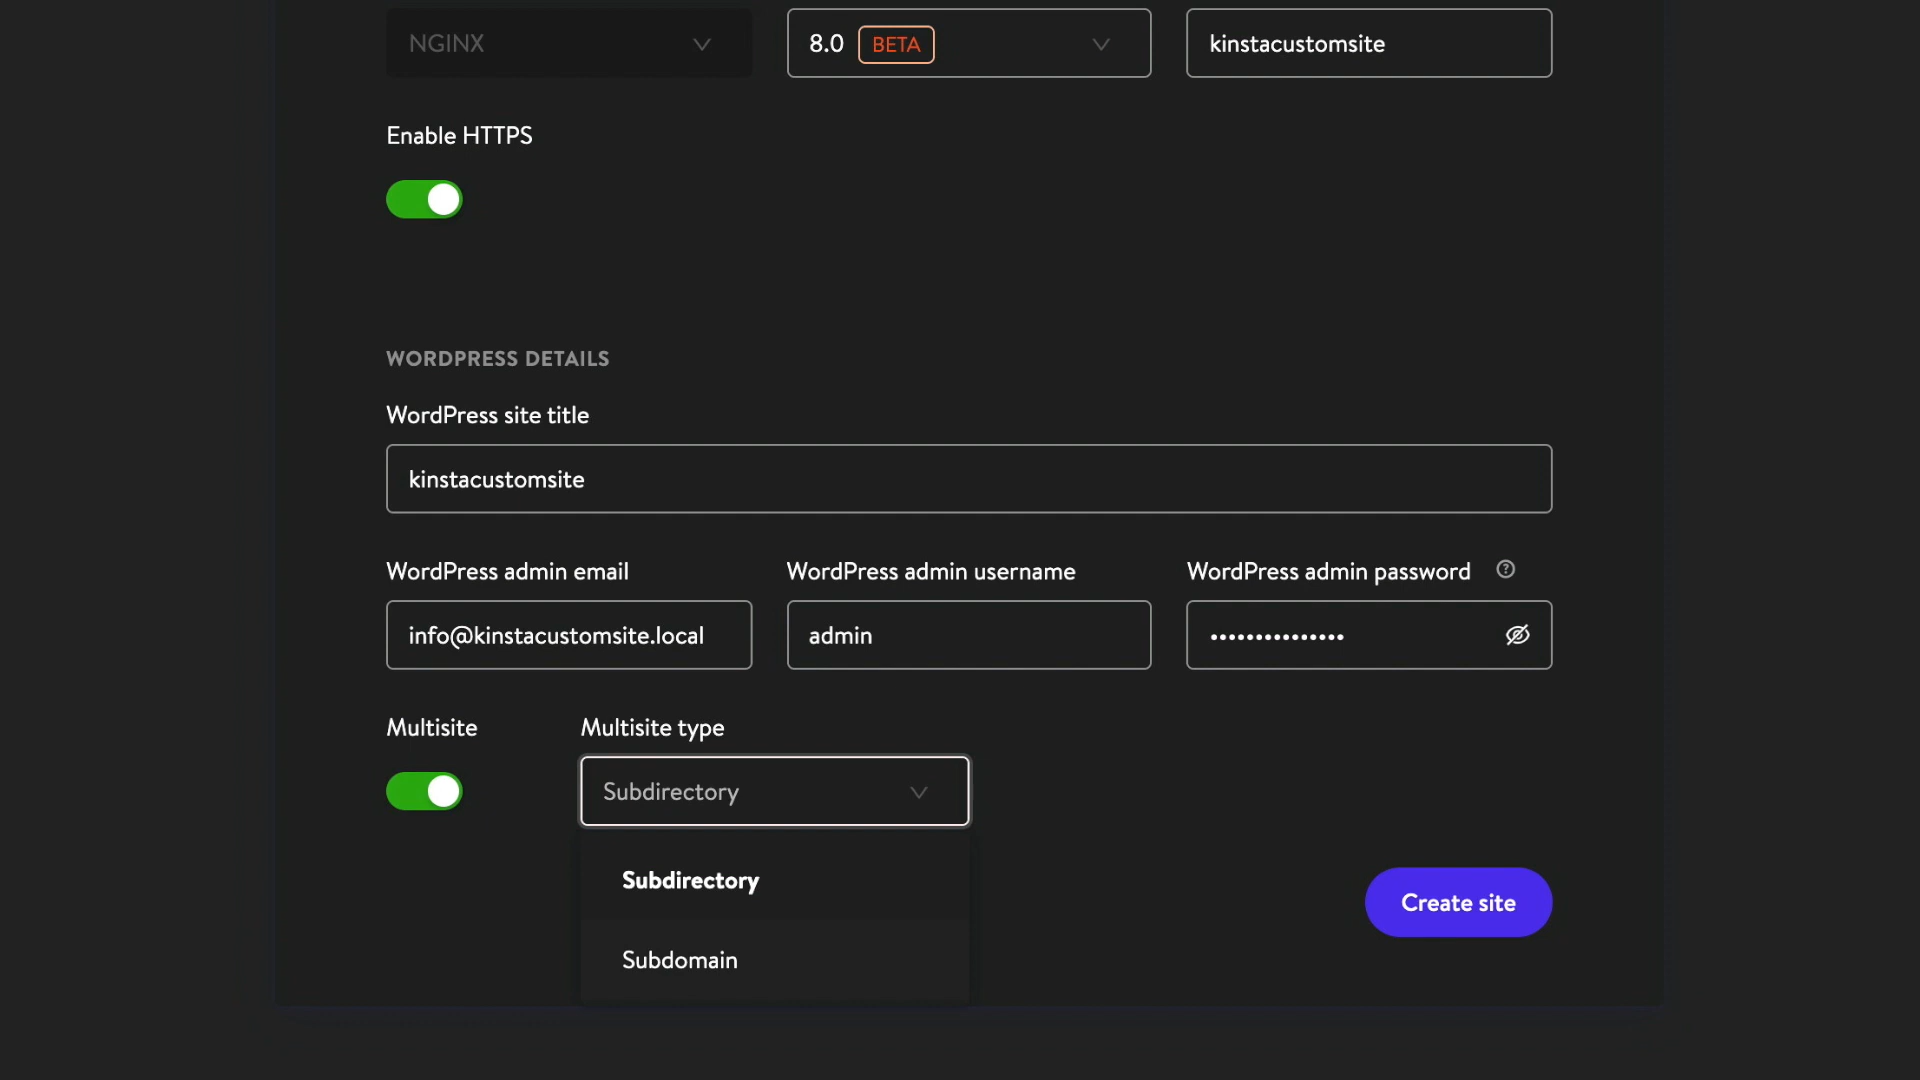 NGINX
8.0 BETA
kinstacustomsite
Enable HTTPS
WORDPRESS DETAILS
WordPress site title
kinstacustomsite
WordPress admin email
WordPress admin username
WordPress admin password
info@kinstacustomsite.local
admin
Multisite
Multisite type
Subdirectory
Subdirectory
Subdomain
Create site